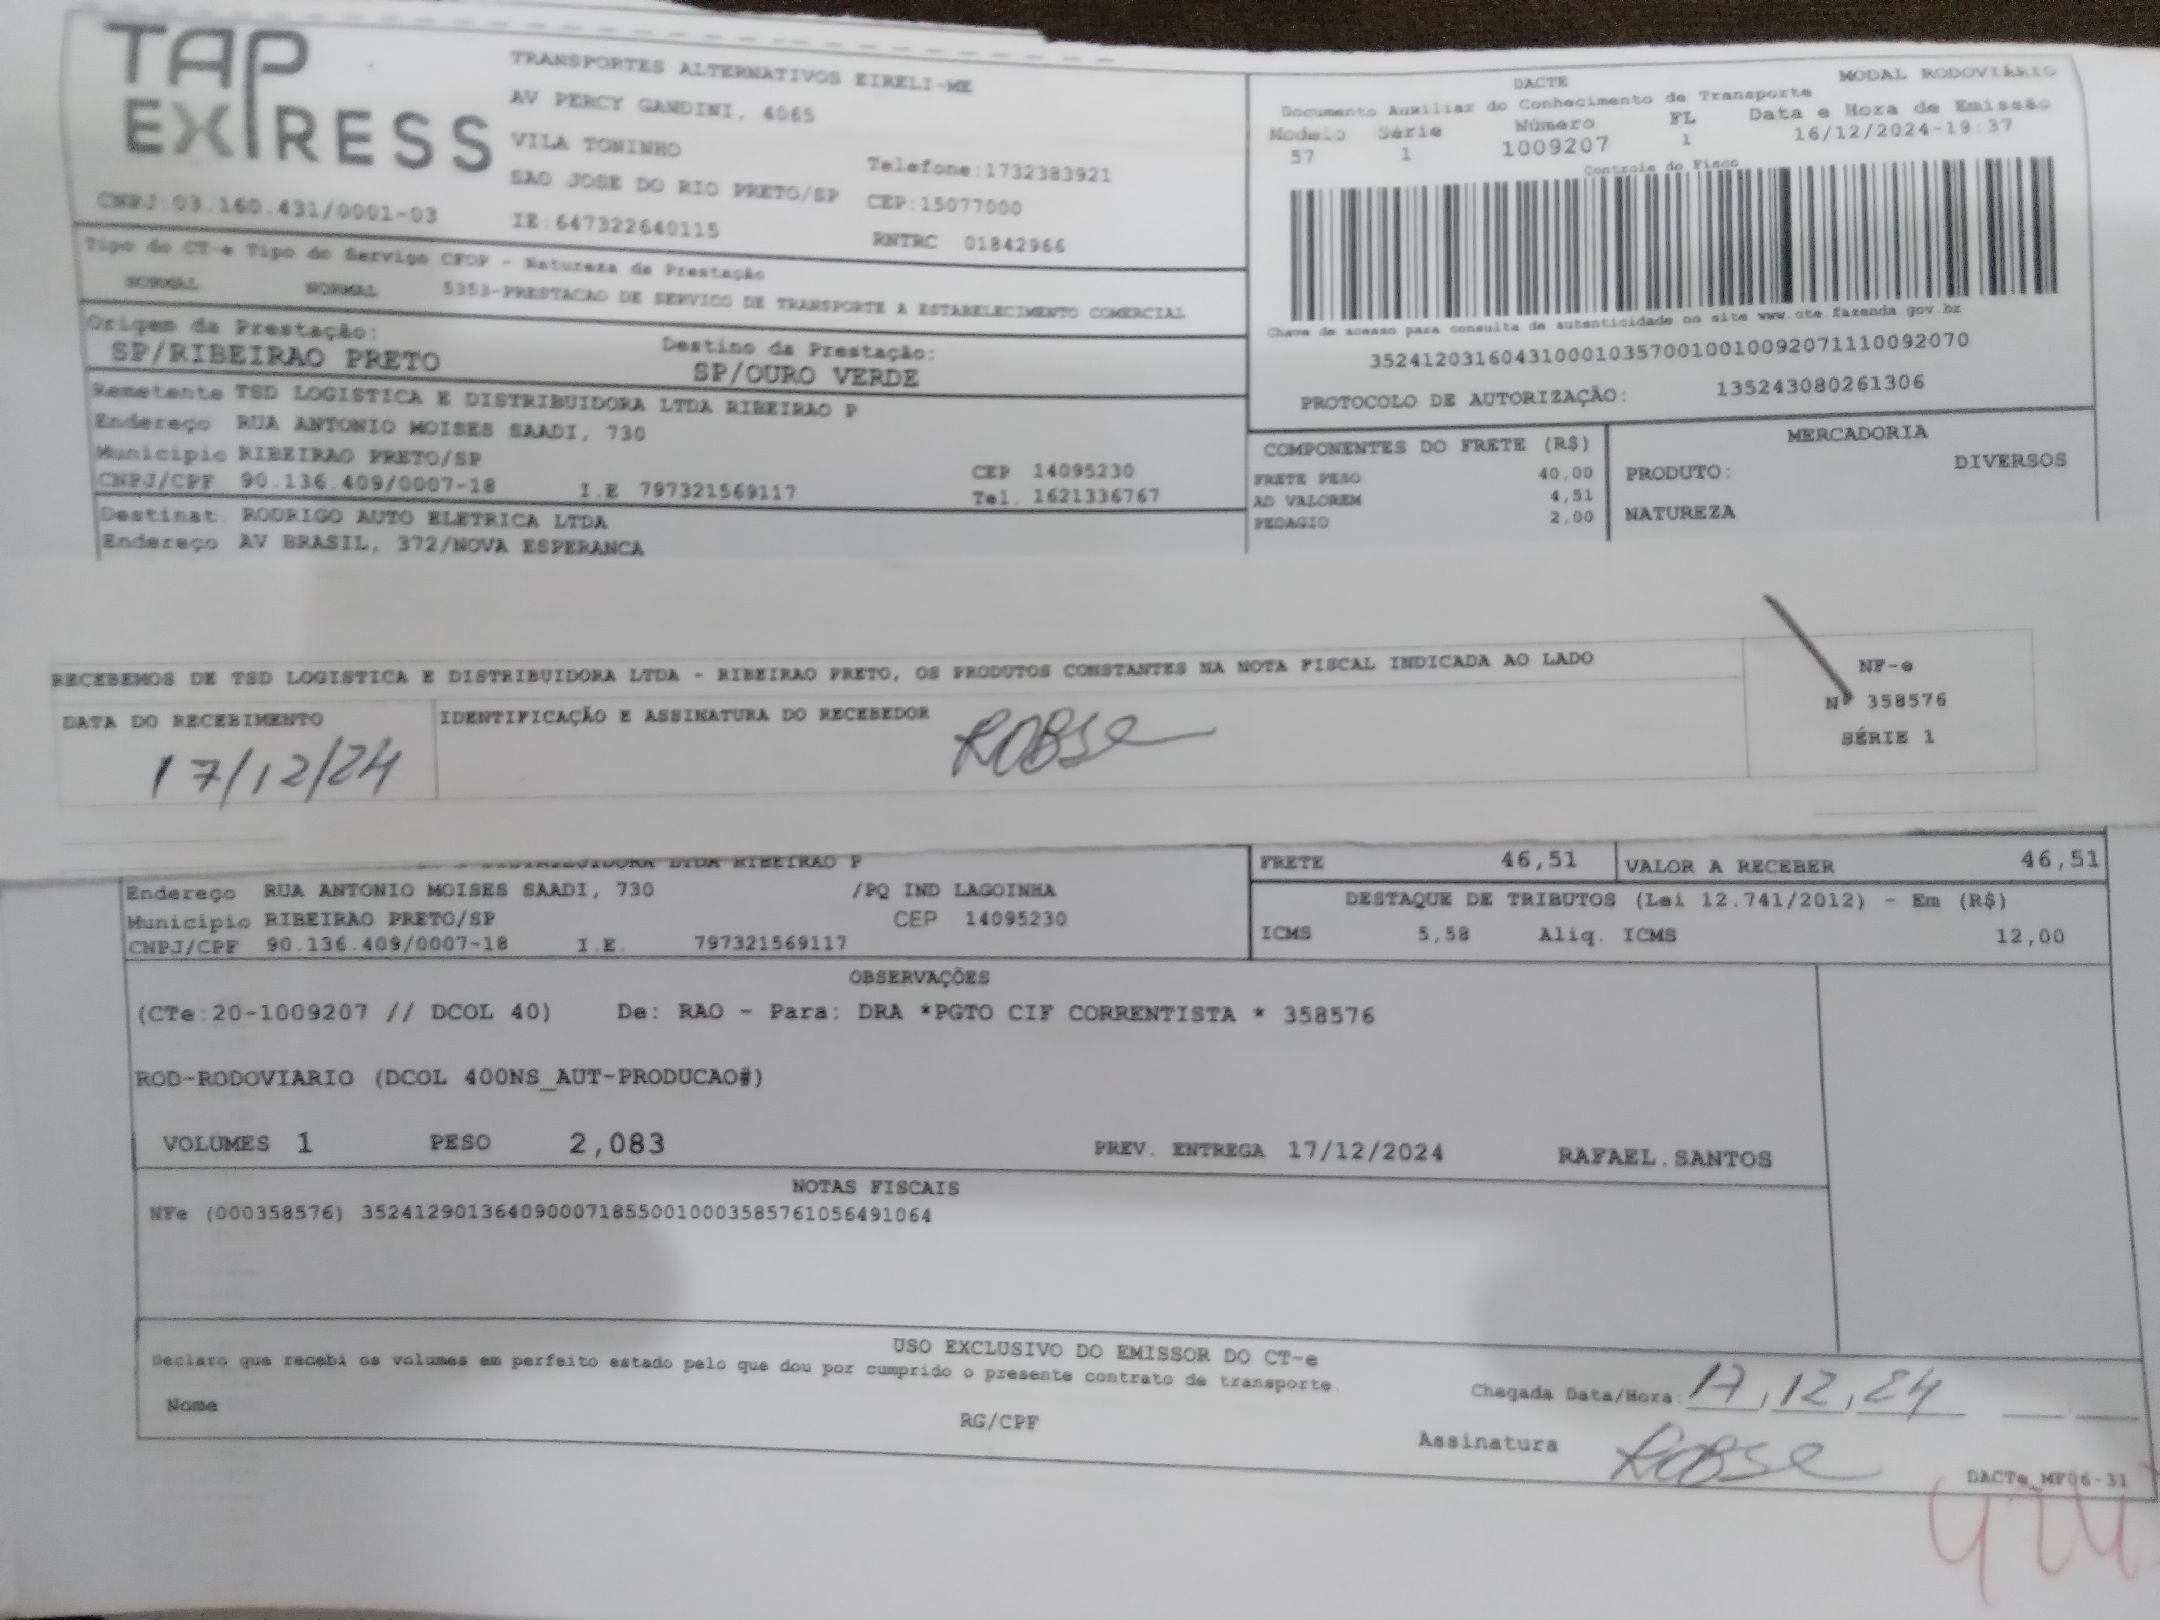 TAP
EXPRESS
TRANSPORTES ALTERNATIVOS EIRELI-ME
AV PERCY GANDINI, 4065
VILA TONINHO
SAO JOSE DO RIO PRETO/SP
Telefone:1732383921
CEP:15077000
CNPJ:03.160.431/0001-03
IE:647322640115
RNTRC 01842966
DACTE
MODAL RODOVIÁRIO
Documento Auxiliar do Conhecimento de Transporte
Modelo Série Número FL Data e Hora de Emissão
57 1 1009207 1 16/12/2024-19:37
Controle do Fisco
Chave de acesso para consulta de autenticidade no site www.cte.fazenda.gov.br
35241203160431000103570010010092071110092070
PROTOCOLO DE AUTORIZAÇÃO: 135243080261306
Tipo do CT-e Tipo do Serviço CFOP - Natureza da Prestação
NORMAL NORMAL 5353-PRESTACAO DE SERVICO DE TRANSPORTE A ESTABELECIMENTO COMERCIAL
Origem da Prestação: Destino da Prestação:
SP/RIBEIRAO PRETO SP/OURO VERDE
Remetente TSD LOGISTICA E DISTRIBUIDORA LTDA RIBEIRAO P
Endereço RUA ANTONIO MOISES SAADI, 730
Município RIBEIRAO PRETO/SP CEP 14095230
CNPJ/CPF 90.136.409/0007-18 I.E 797321569117 Tel. 1621336767
Destinat. RODRIGO AUTO ELETRICA LTDA
Endereço AV BRASIL, 372/NOVA ESPERANCA
COMPONENTES DO FRETE (R$)
FRETE PESO 40,00
AD VALOREM 4,51
PEDAGIO 2,00
MERCADORIA
PRODUTO: DIVERSOS
NATUREZA
RECEBEMOS DE TSD LOGISTICA E DISTRIBUIDORA LTDA - RIBEIRAO PRETO, OS PRODUTOS CONSTANTES NA NOTA FISCAL INDICADA AO LADO
DATA DO RECEBIMENTO
17/12/24
IDENTIFICAÇÃO E ASSINATURA DO RECEBEDOR
NF-e
Nº 358576
SÉRIE 1
DISTRIBUIDORA LTDA RIBEIRAO P
Endereço RUA ANTONIO MOISES SAADI, 730 /PQ IND LAGOINHA
Município RIBEIRAO PRETO/SP CEP 14095230
CNPJ/CPF 90.136.409/0007-18 I.E. 797321569117
FRETE 46,51 VALOR A RECEBER 46,51
DESTAQUE DE TRIBUTOS (Lei 12.741/2012) - Em (R$)
ICMS 5,58 Aliq. ICMS 12,00
OBSERVAÇÕES
(CTe:20-1009207 // DCOL 40) De: RAO - Para: DRA *PGTO CIF CORRENTISTA * 358576
ROD-RODOVIARIO (DCOL 400NS_AUT-PRODUCAO#)
VOLUMES 1 PESO 2,083 PREV. ENTREGA 17/12/2024 RAFAEL.SANTOS
NOTAS FISCAIS
NFe (000358576) 35241290136409000718550010003585761056491064
USO EXCLUSIVO DO EMISSOR DO CT-e
Declaro que recebi os volumes em perfeito estado pelo que dou por cumprido o presente contrato de transporte.
Nome RG/CPF
Chegada Data/Hora: 17,12,24
Assinatura
DACTe_MF06-31